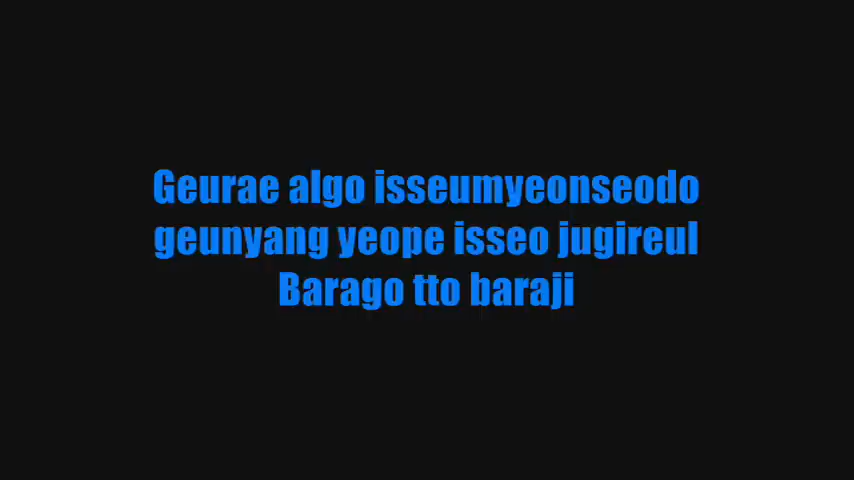 Geurae algo isseumyeonseodo
geunyang yeope isseo jugireul
Barago tto baraji